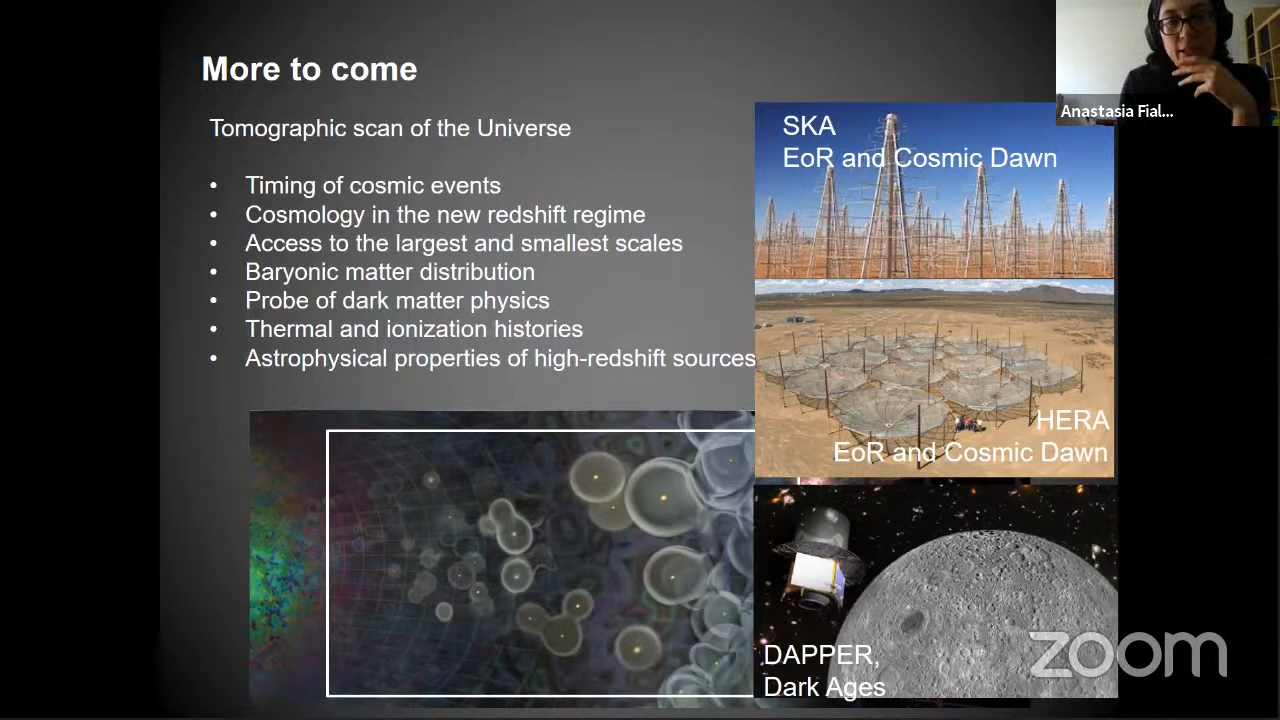 More to come
Tomographic scan of the Universe
• Timing of cosmic events
• Cosmology in the new redshift regime
• Access to the largest and smallest scales
• Baryonic matter distribution
• Probe of dark matter physics
• Thermal and ionization histories
• Astrophysical properties of high-redshift sources
SKA
EoR and Cosmic Dawn
HERA
EoR and Cosmic Dawn
DAPPER,
Dark Ages
Anastasia Fial...
zoom